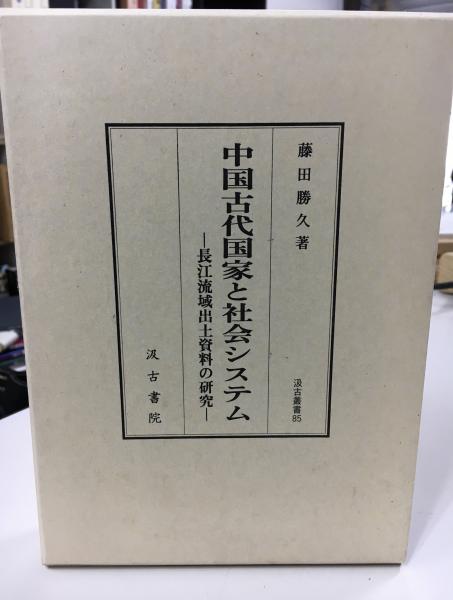 藤田勝久著
汲古叢書85
中国古代国家と社会システム
―長江流域出土資料の研究―
汲古書院